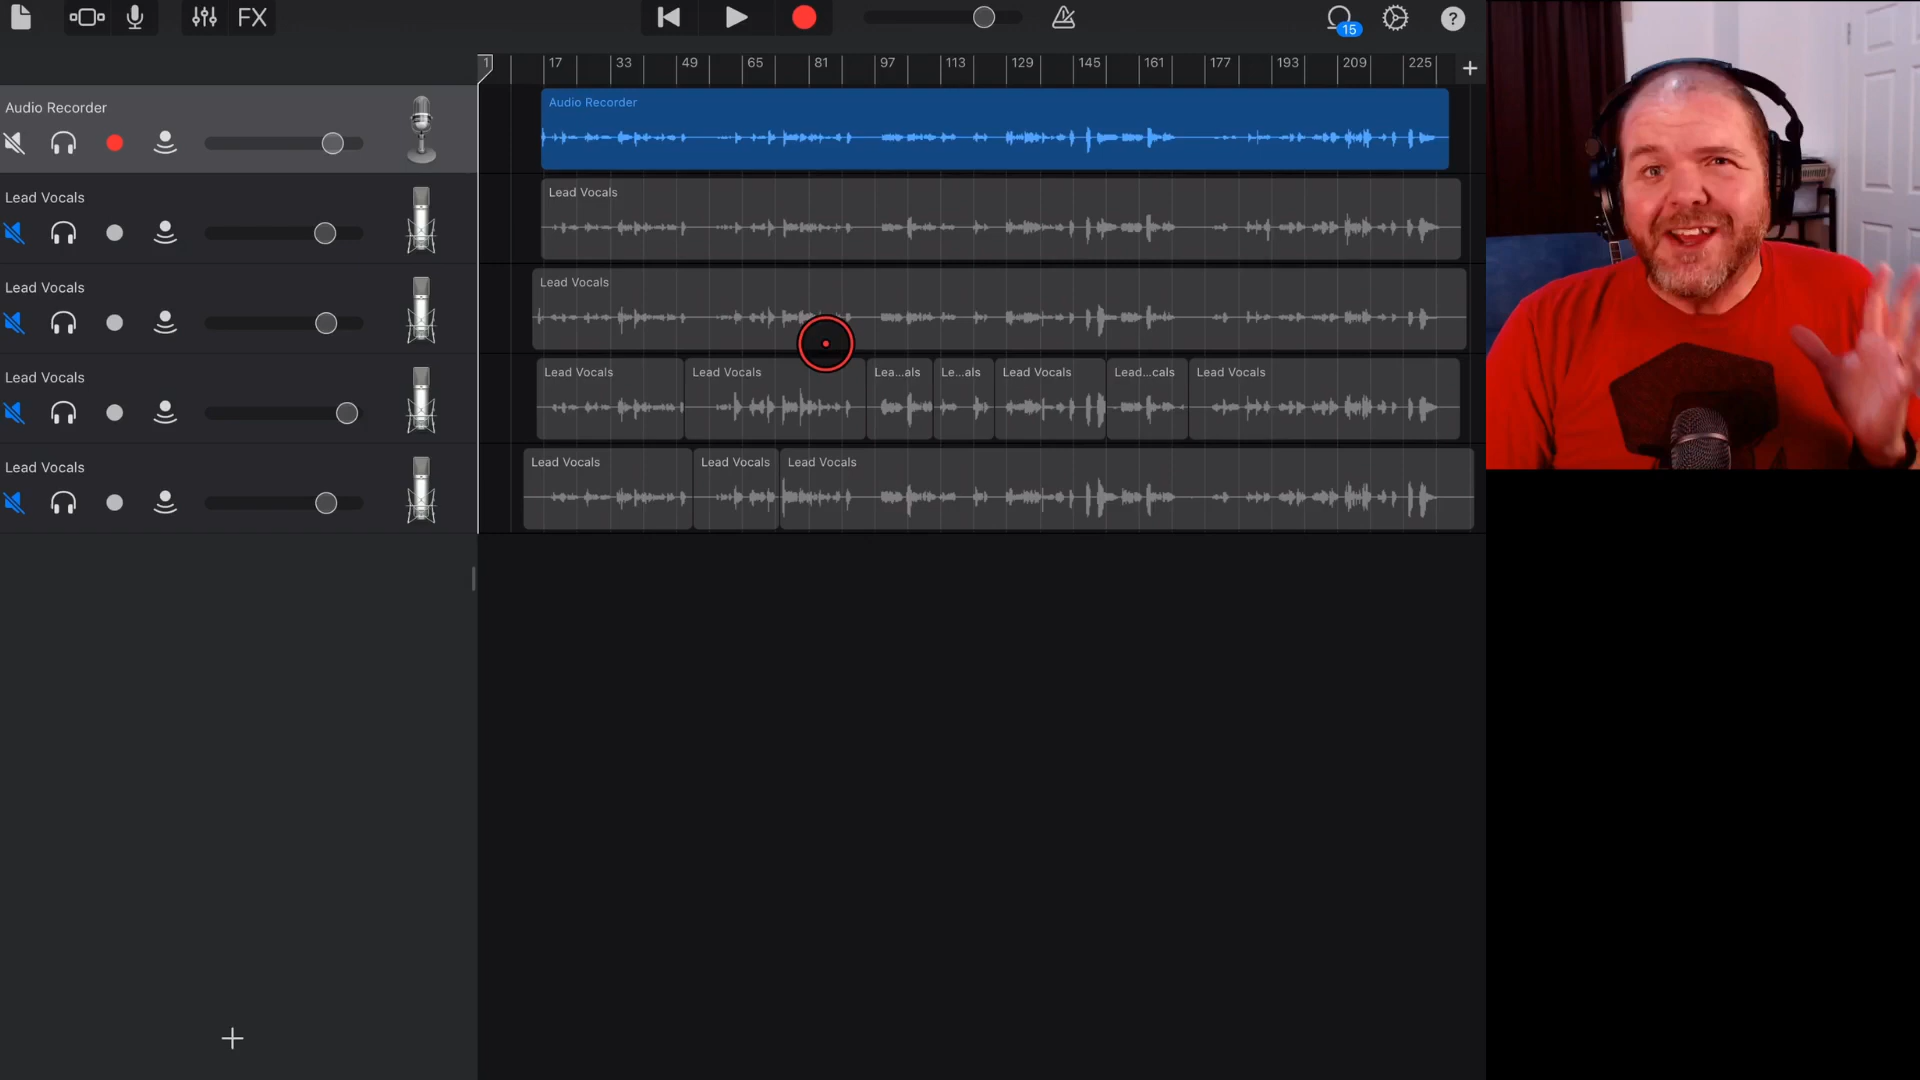 FX
15
?
1 17 33 49 65 81 97 113 129 145 161 177 193 209 225
Audio Recorder
Audio Recorder
Lead Vocals
Lead Vocals
Lead Vocals
Lead Vocals
Lead Vocals
Lead Vocals Lead Vocals Lea...als Le...als Lead Vocals Lead...cals Lead Vocals
Lead Vocals
Lead Vocals Lead Vocals Lead Vocals